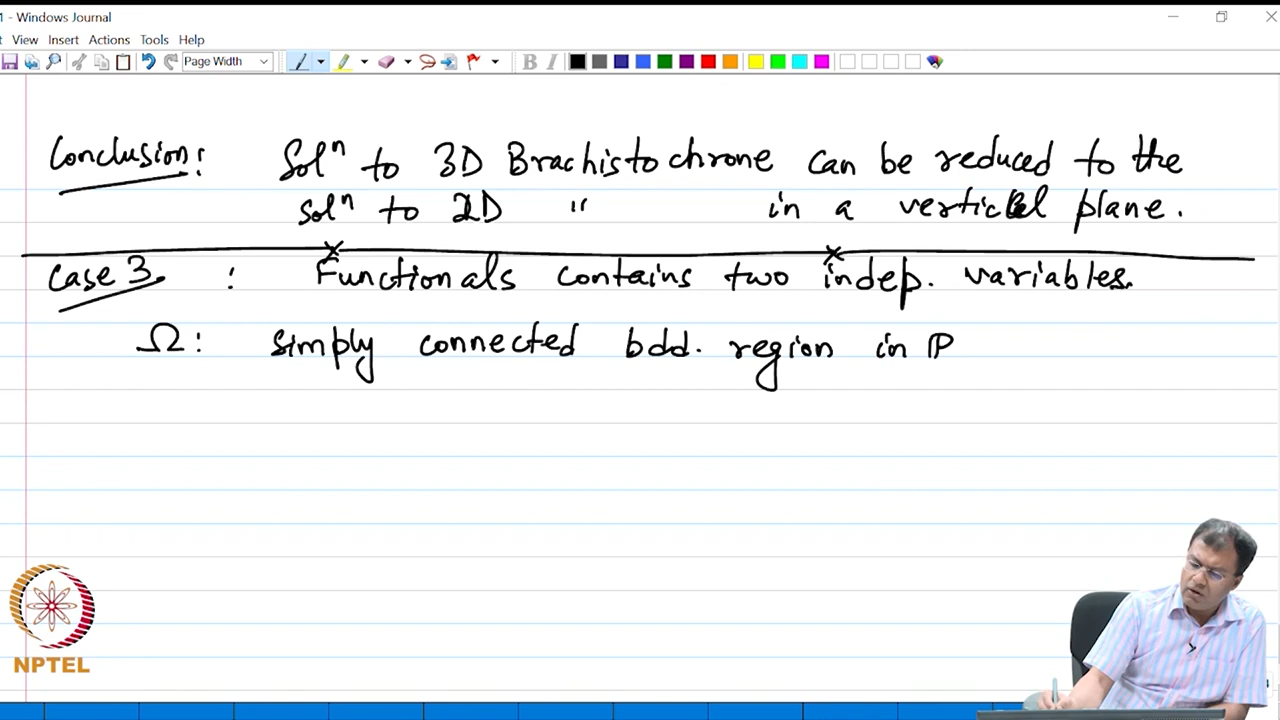 1 - Windows Journal
t View Insert Actions Tools Help
Page Width
B I
Conclusion: Solⁿ to 3D Brachistochrone can be reduced to the
Solⁿ to 2D " in a vertical plane.
Case 3 : Functionals contains two indep. variables.
Ω: simply connected bdd. region in ℙ
NPTEL